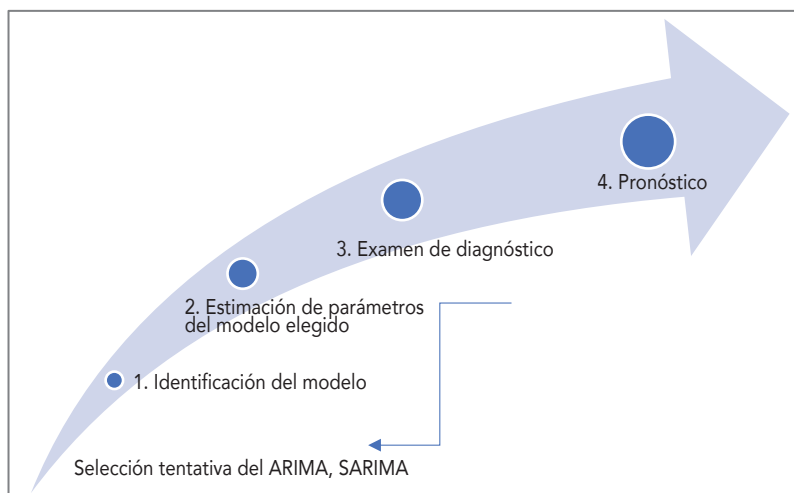 4. Pronóstico
3. Examen de diagnóstico
2. Estimación de parámetros
del modelo elegido
1. Identificación del modelo
Selección tentativa del ARIMA, SARIMA